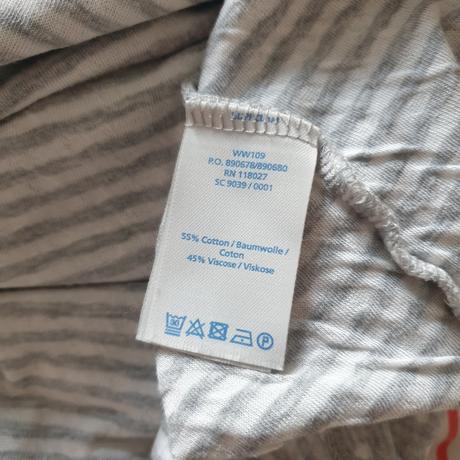 WW109
P.O. 890678/890680
RN 118027
SC 9039 / 0001
55% Cotton / Baumwolle /
Coton
45% Viscose / Viskose